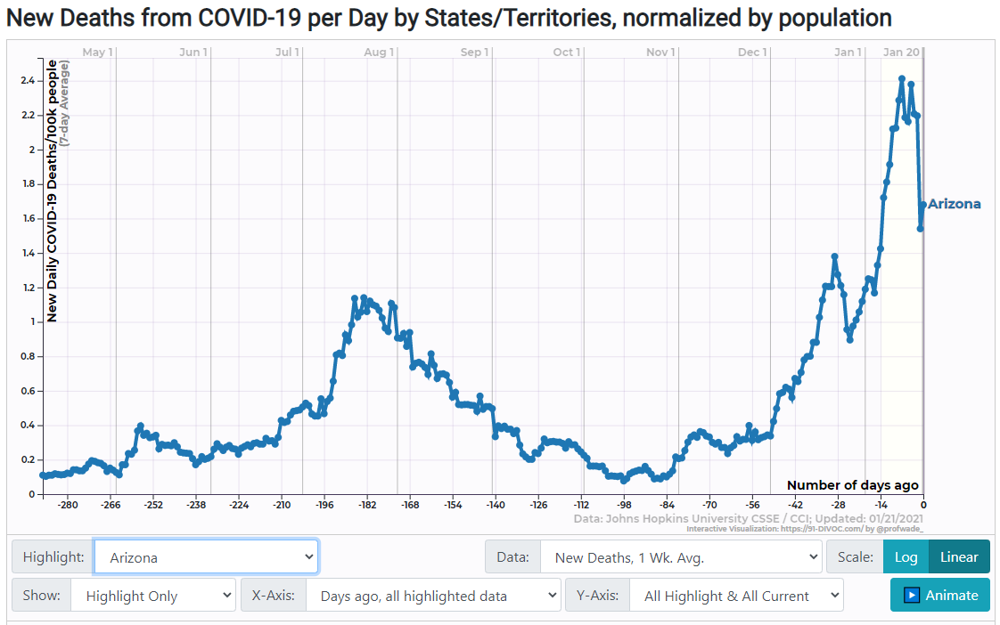 New Deaths from COVID-19 per Day by States/Territories, normalized by population
May 1 Jun 1 Jul 1 Aug 1 Sep 1 Oct 1 Nov 1 Dec 1 Jan 1 Jan 20
New Daily COVID-19 Deaths/100k people
(7-day Average)
2.4
2.2
2
1.8
1.6
1.4
1.2
1
0.8
0.6
0.4
0.2
0
Arizona
Number of days ago
-280 -266 -252 -238 -224 -210 -196 -182 -168 -154 -140 -126 -112 -98 -84 -70 -56 -42 -28 -14 0
Data: Johns Hopkins University CSSE / CCI; Updated: 01/21/2021
Interactive Visualization: https://91-DIVOC.com/ by @profwade_
Highlight: Arizona Data: New Deaths, 1 Wk. Avg. Scale: Log Linear
Show: Highlight Only X-Axis: Days ago, all highlighted data Y-Axis: All Highlight & All Current Animate